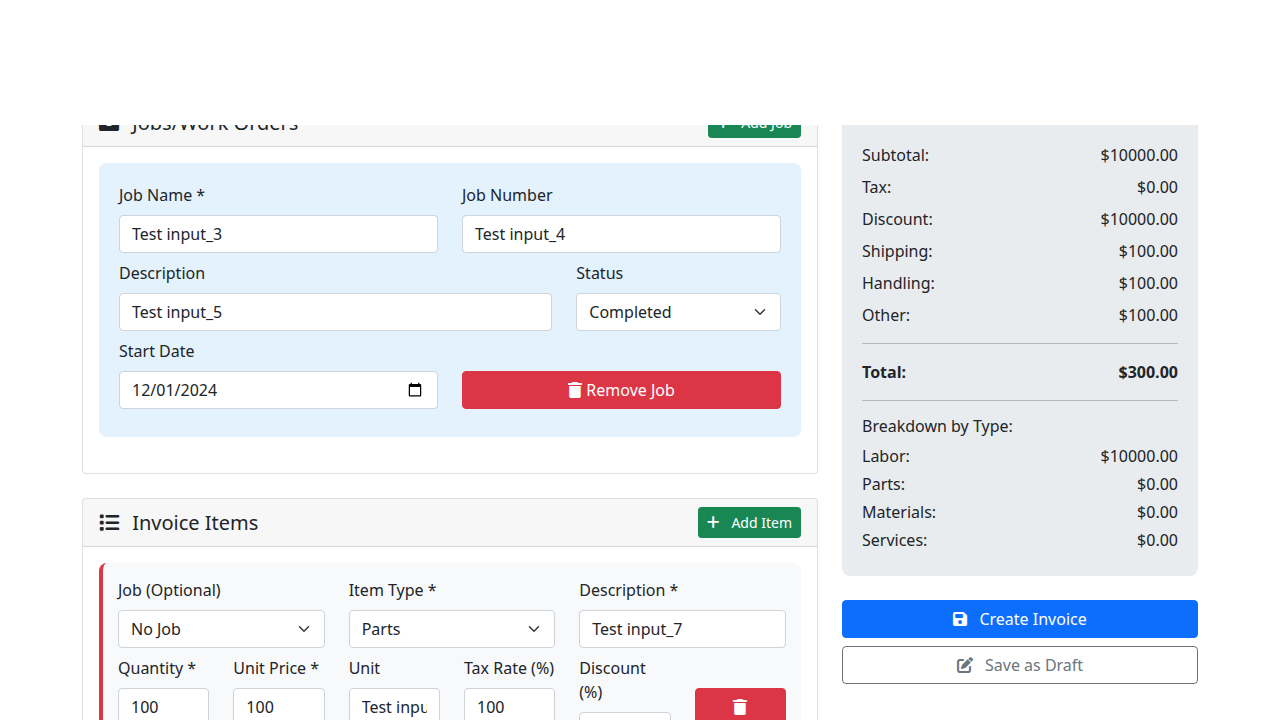 Jobs/Work Orders
Add Job
Job Name *
Job Number
Test input_3
Test input_4
Description
Status
Test input_5
Completed
Start Date
12/01/2024
Remove Job
Invoice Items
Add Item
Job (Optional)
Item Type *
Description *
No Job
Parts
Test input_7
Quantity *
Unit Price *
Unit
Tax Rate (%)
Discount
(%)
100
100
Test inpu
100
Subtotal:
$10000.00
Tax:
$0.00
Discount:
$10000.00
Shipping:
$100.00
Handling:
$100.00
Other:
$100.00
Total:
$300.00
Breakdown by Type:
Labor:
$10000.00
Parts:
$0.00
Materials:
$0.00
Services:
$0.00
Create Invoice
Save as Draft